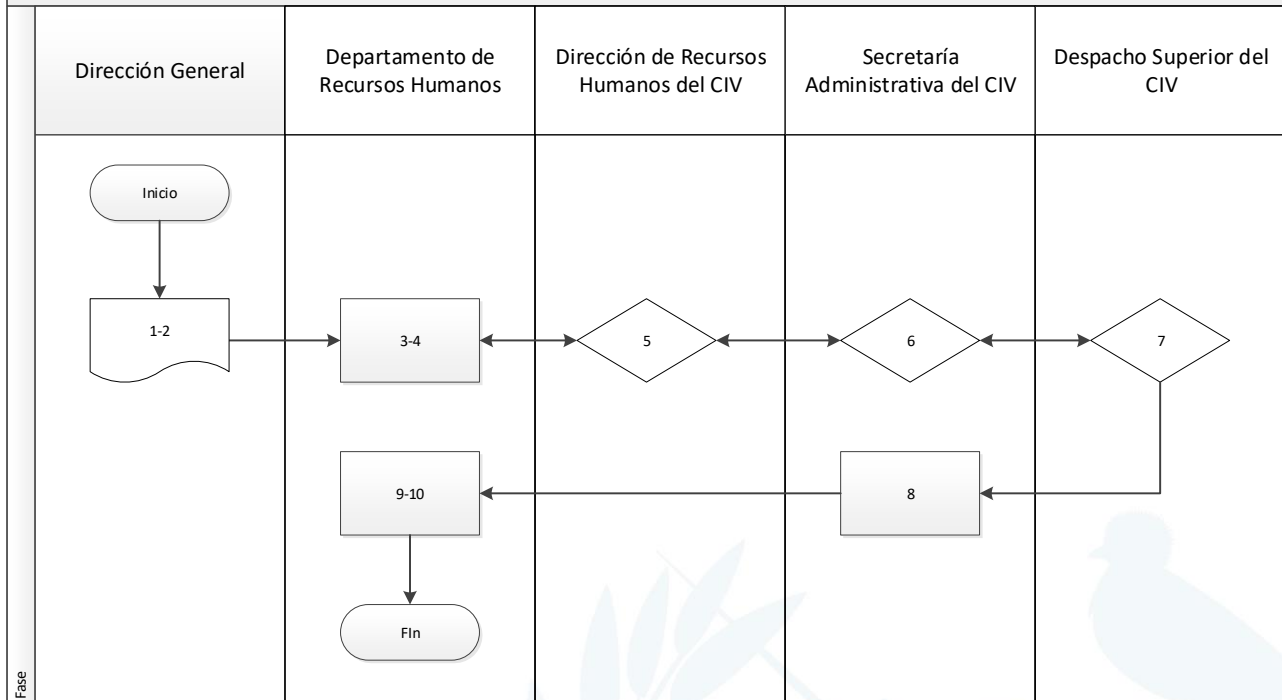 Dirección General
Departamento de
Recursos Humanos
Dirección de Recursos
Humanos del CIV
Secretaría
Administrativa del CIV
Despacho Superior del
CIV
Inicio
1-2
3-4
5
6
7
9-10
8
FIn
Fase